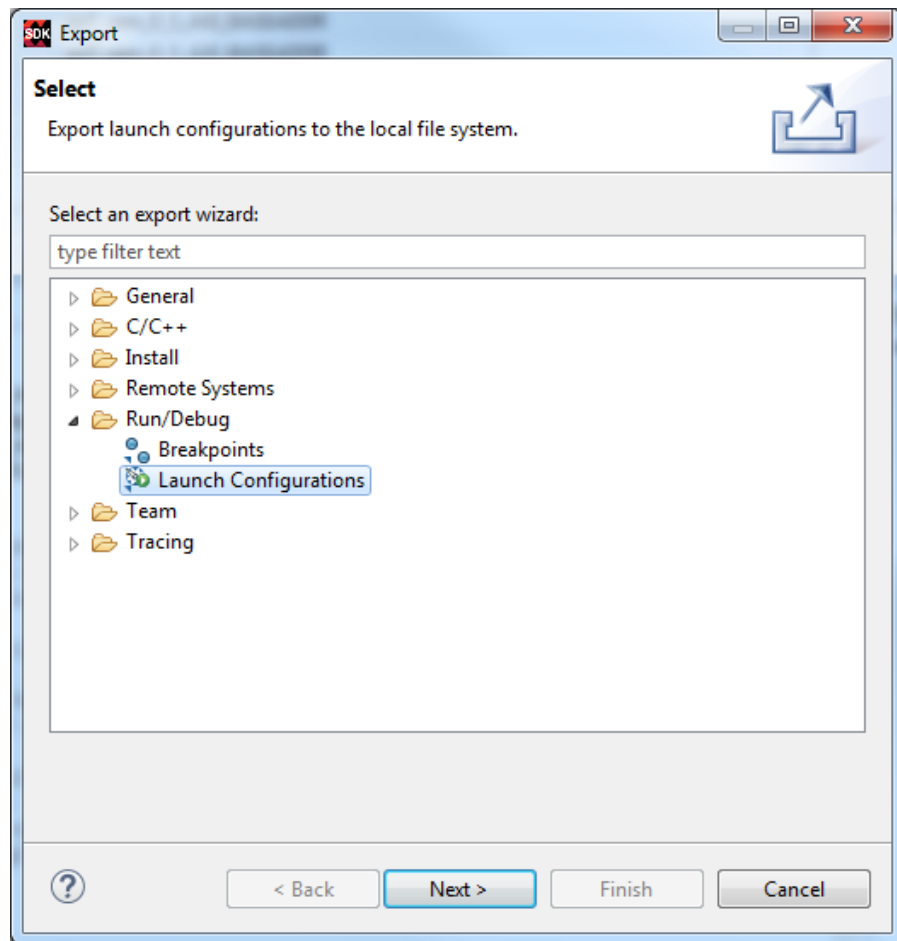 SDK Export
Select
Export launch configurations to the local file system.
Select an export wizard:
type filter text
General
C/C++
Install
Remote Systems
Run/Debug
Breakpoints
Launch Configurations
Team
Tracing
? < Back Next > Finish Cancel